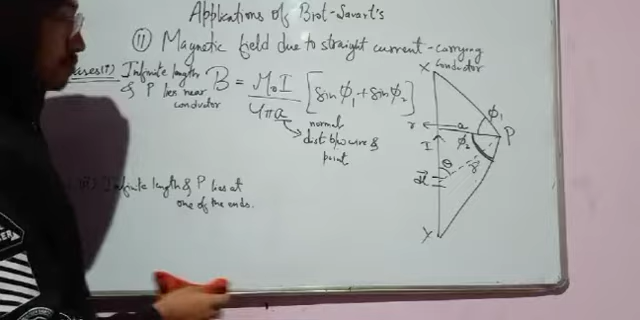 Applications of Biot-Savart's
(ii) Magnetic field due to straight current-carrying
conductor
Cases(i) Infinite length
& P lies near
conductor
B = μ₀I / 4πa [sin φ₁ + sin φ₂]
normal
dist b/w wire &
point
(ii) Infinite length & P lies at
one of the ends.
X
φ₁
a
P
φ₂
I
θ
r
dl
Y